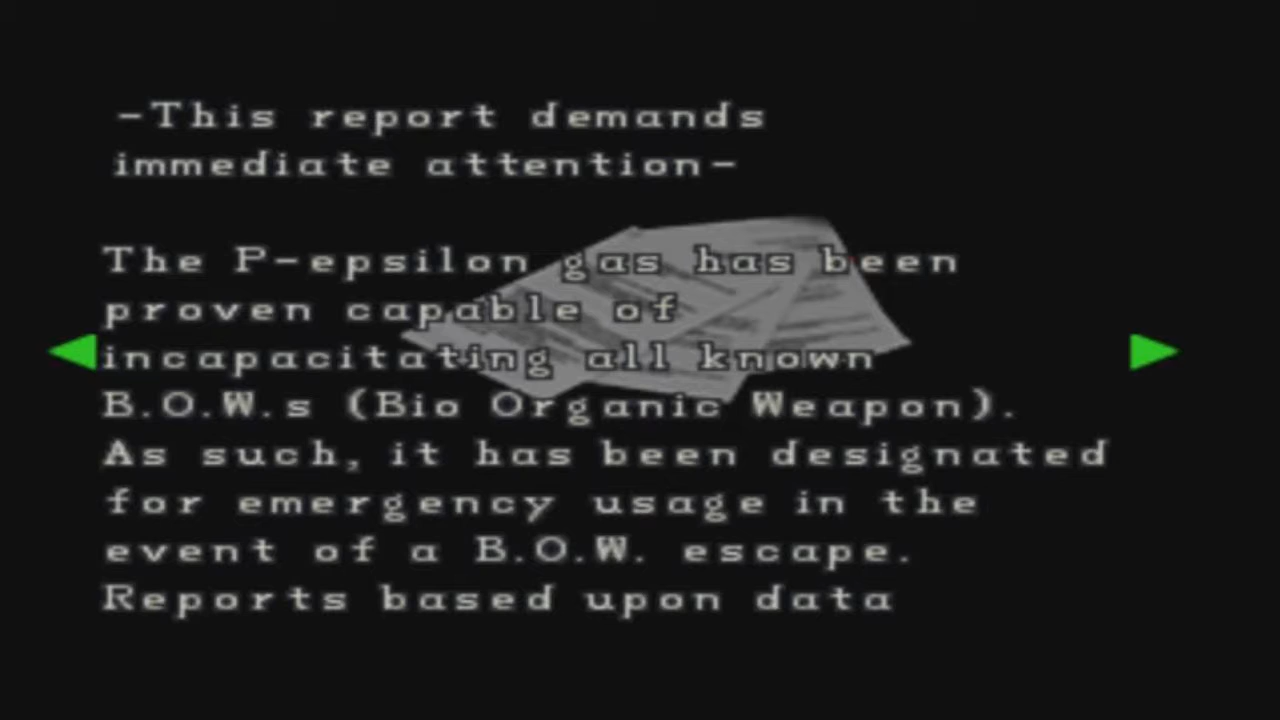 -This report demands
immediate attention-
The P-epsilon gas has been
proven capable of
incapacitating all known
B.O.W.s (Bio Organic Weapon).
As such, it has been designated
for emergency usage in the
event of a B.O.W. escape.
Reports based upon data